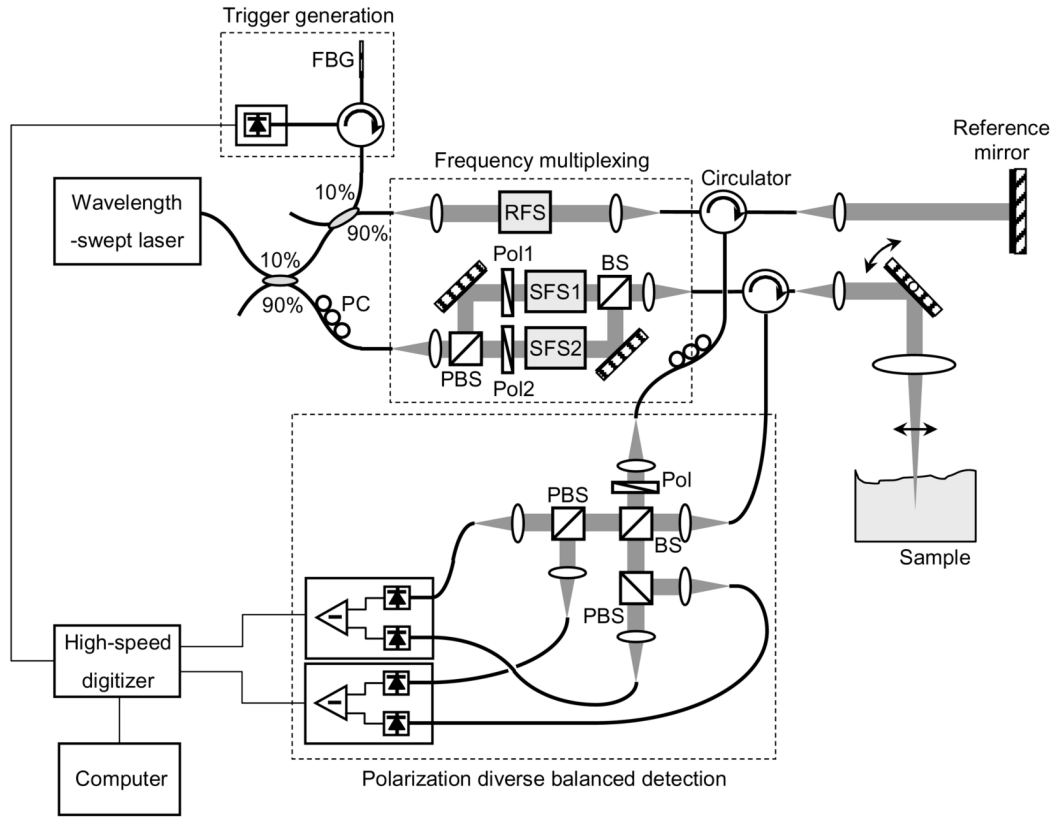 Trigger generation
FBG
Reference
mirror
Frequency multiplexing
Circulator
Wavelength
-swept laser
10%
90%
RFS
10%
90%
PC
Pol1
BS
SFS1
SFS2
PBS
Pol2
Pol
PBS
BS
PBS
Sample
High-speed
digitizer
Computer
Polarization diverse balanced detection